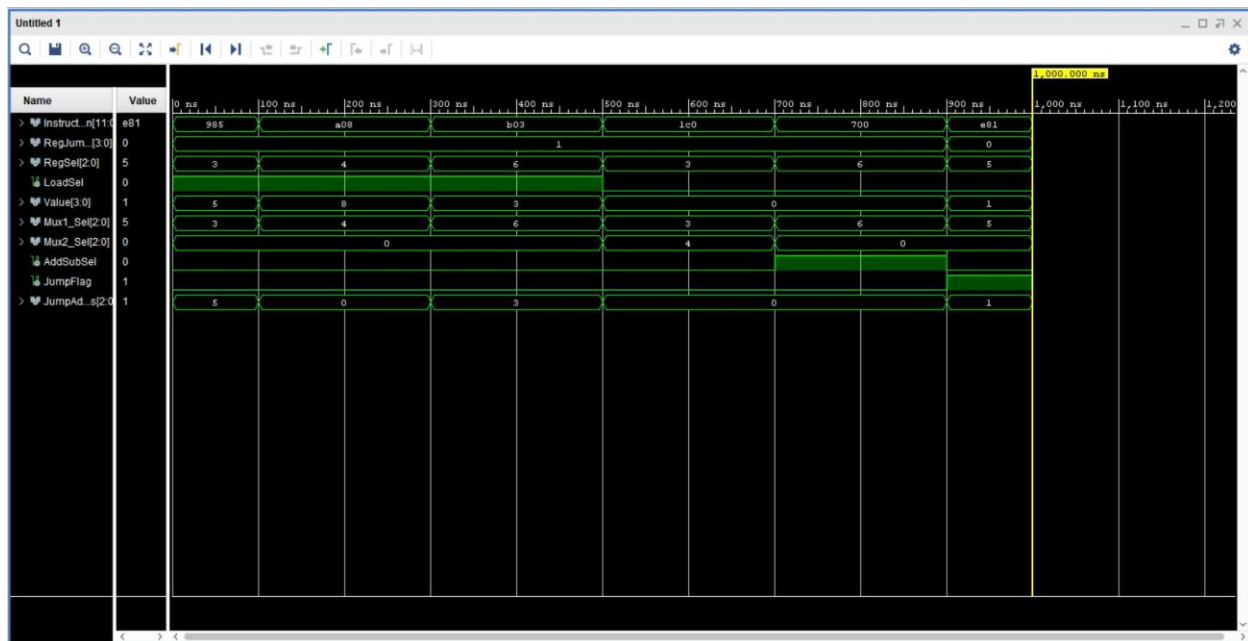 Untitled 1
1,000.000 ns
Name Value
0 ns 100 ns 200 ns 300 ns 400 ns 500 ns 600 ns 700 ns 800 ns 900 ns 1,000 ns 1,100 ns 1,200
Instruct...n[11:0 e81 985 a08 b03 1c0 700 e81
RegJum...[3:0] 0 1 0
RegSel[2:0] 5 3 4 6 3 6 5
LoadSel 0
Value[3:0] 1 5 8 3 0 1
Mux1_Sel[2:0] 5 3 4 6 3 6 5
Mux2_Sel[2:0] 0 0 4 0
AddSubSel 0
JumpFlag 1
JumpAd...s[2:0 1 5 0 3 0 1